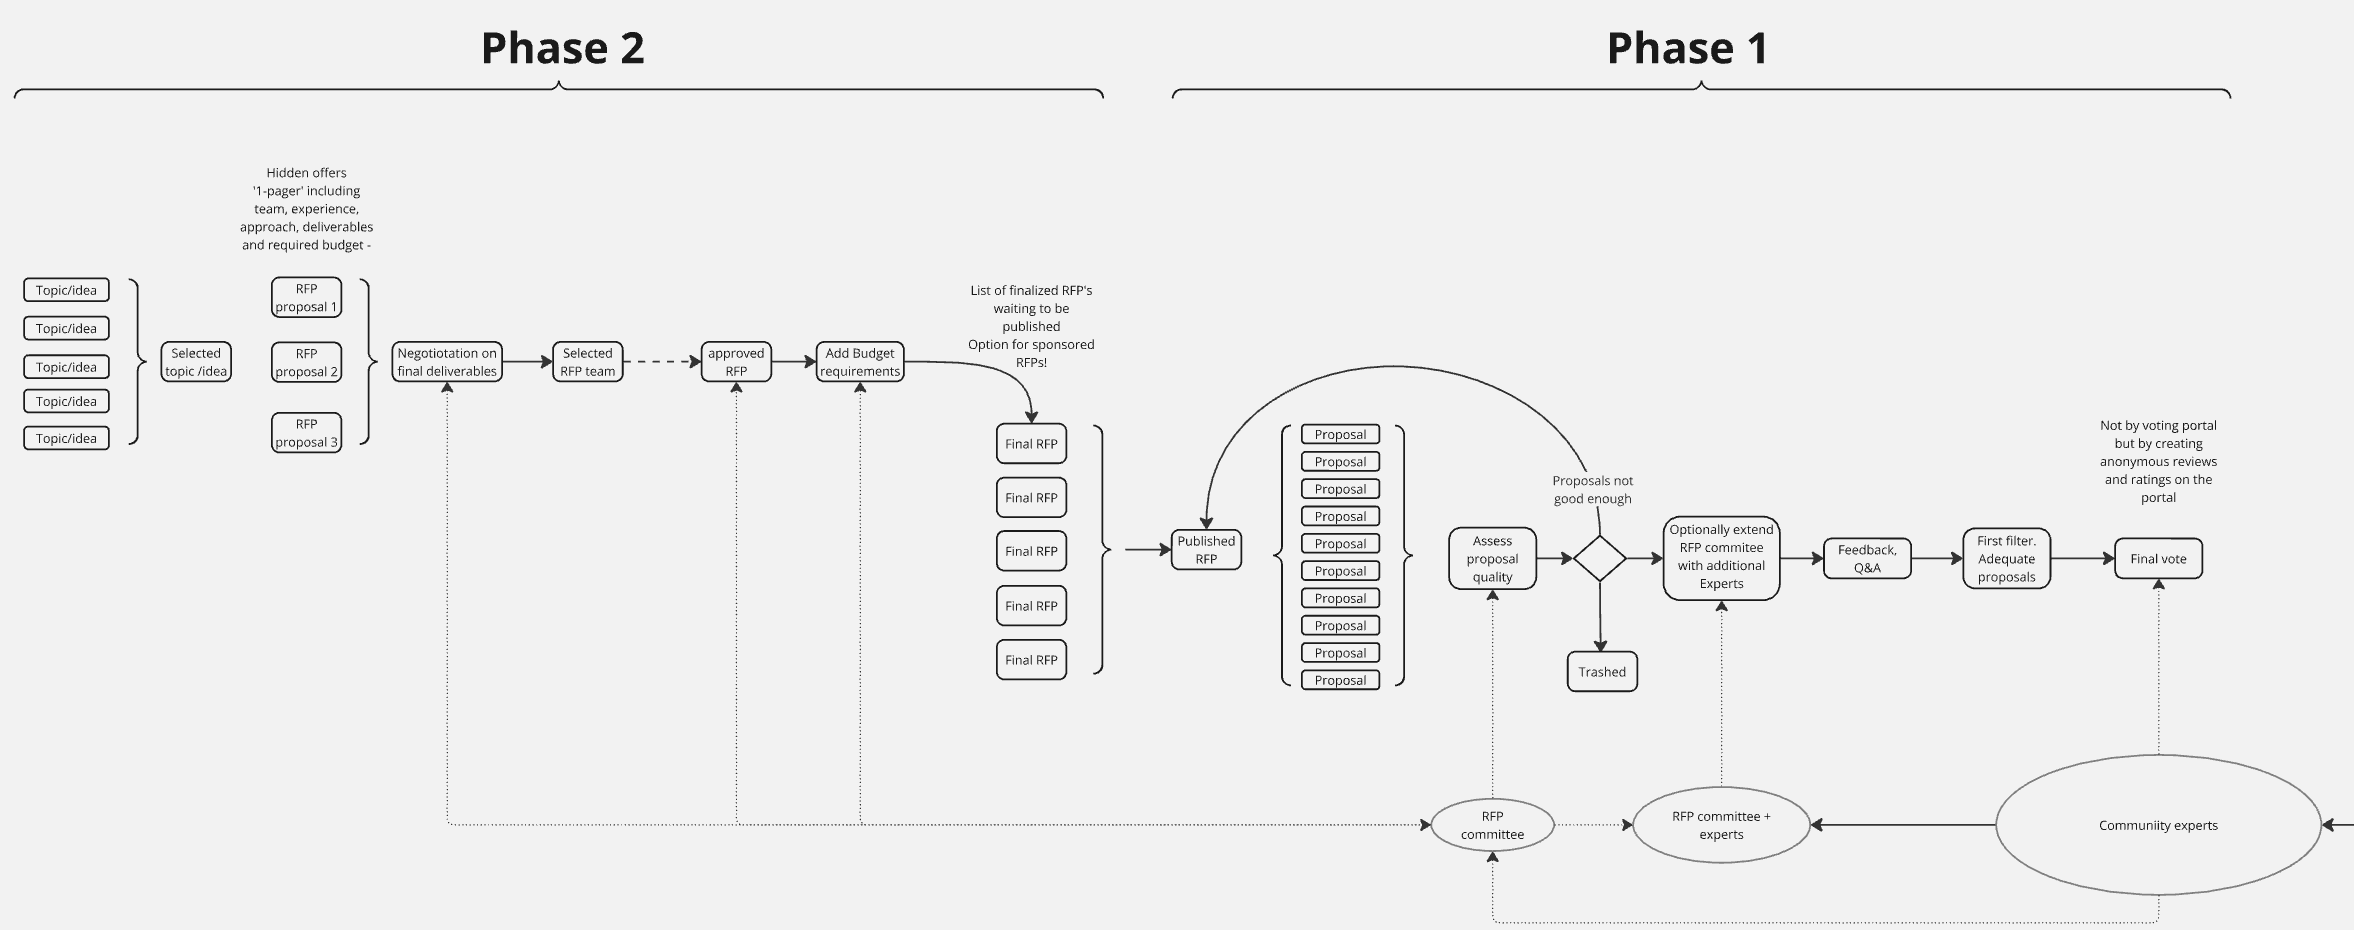 Phase 2
Phase 1
Hidden offers
'1-pager' including
team, experience,
approach, deliverables
and required budget -
Topic/idea
Topic/idea
Topic/idea
Topic/idea
Topic/idea
Selected
topic /idea
RFP
proposal 1
RFP
proposal 2
RFP
proposal 3
Negotiotation on
final deliverables
Selected
RFP team
approved
RFP
Add Budget
requirements
List of finalized RFP's
waiting to be
published
Option for sponsored
RFPs!
Final RFP
Final RFP
Final RFP
Final RFP
Final RFP
Published
RFP
Proposal
Proposal
Proposal
Proposal
Proposal
Proposal
Proposal
Proposal
Proposal
Proposal
Assess
proposal
quality
Proposals not
good enough
Trashed
Optionally extend
RFP commitee
with additional
Experts
Feedback,
Q&A
First filter.
Adequate
proposals
Not by voting portal
but by creating
anonymous reviews
and ratings on the
portal
Final vote
RFP
committee
RFP committee +
experts
Communiity experts